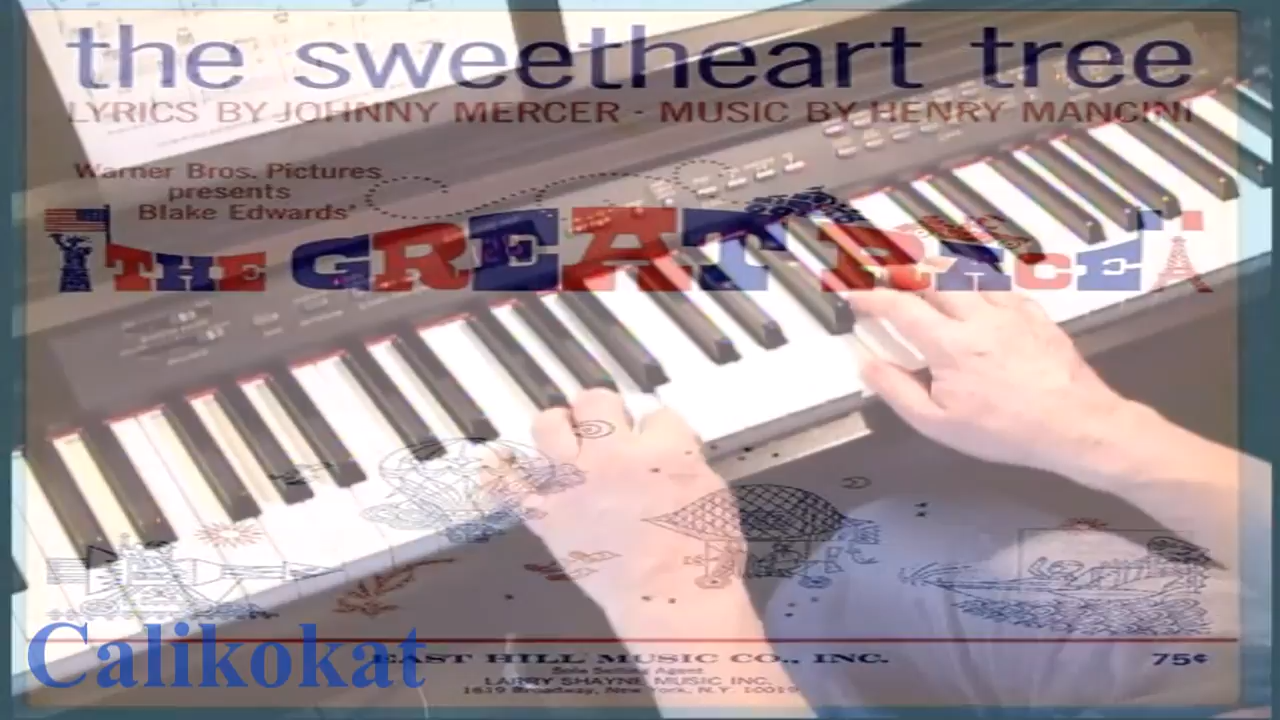 the sweetheart tree
LYRICS BY JOHNNY MERCER · MUSIC BY HENRY MANCINI
Warner Bros. Pictures
presents
Blake Edwards'
THE GREAT RACE
Calikokat
EAST HILL MUSIC CO., INC.
75¢
Sole Selling Agent
LARRY SHAYNE MUSIC INC.
1619 Broadway, New York, N.Y. 10019